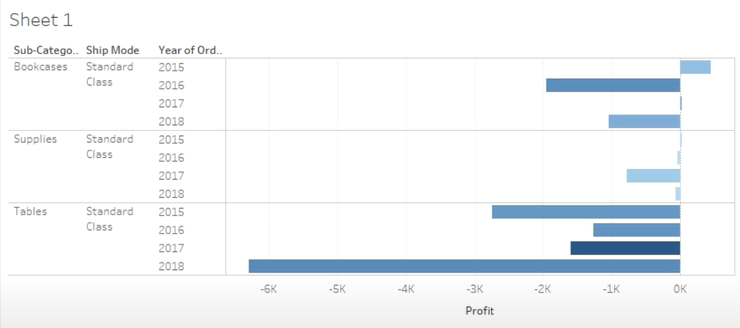 Sheet 1
Sub-Catego.. Ship Mode Year of Ord..
Bookcases Standard Class 2015
2016
2017
2018
Supplies Standard Class 2015
2016
2017
2018
Tables Standard Class 2015
2016
2017
2018
-6K -5K -4K -3K -2K -1K 0K
Profit